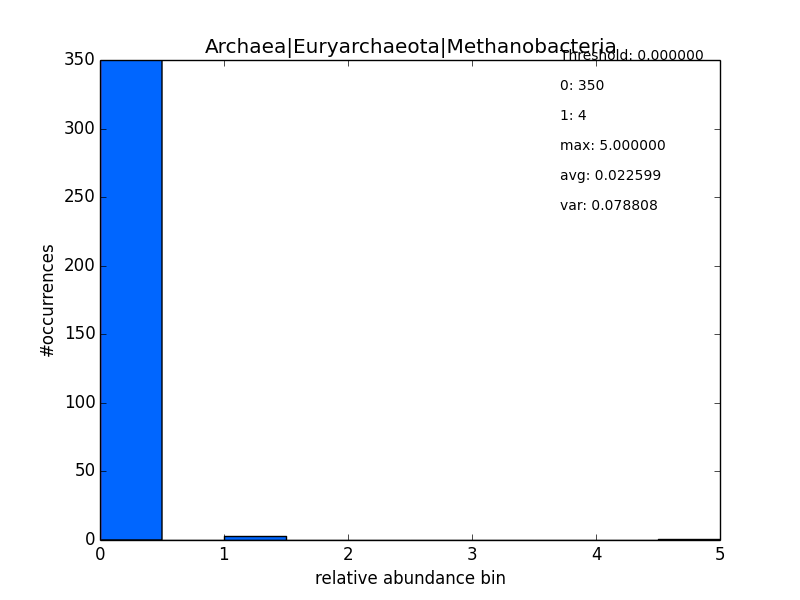 Archaea|Euryarchaeota|Methanobacteria
Threshold: 0.000000
0: 350
1: 4
max: 5.000000
avg: 0.022599
var: 0.078808
350
300
250
200
150
100
50
0
#occurrences
0 1 2 3 4 5
relative abundance bin